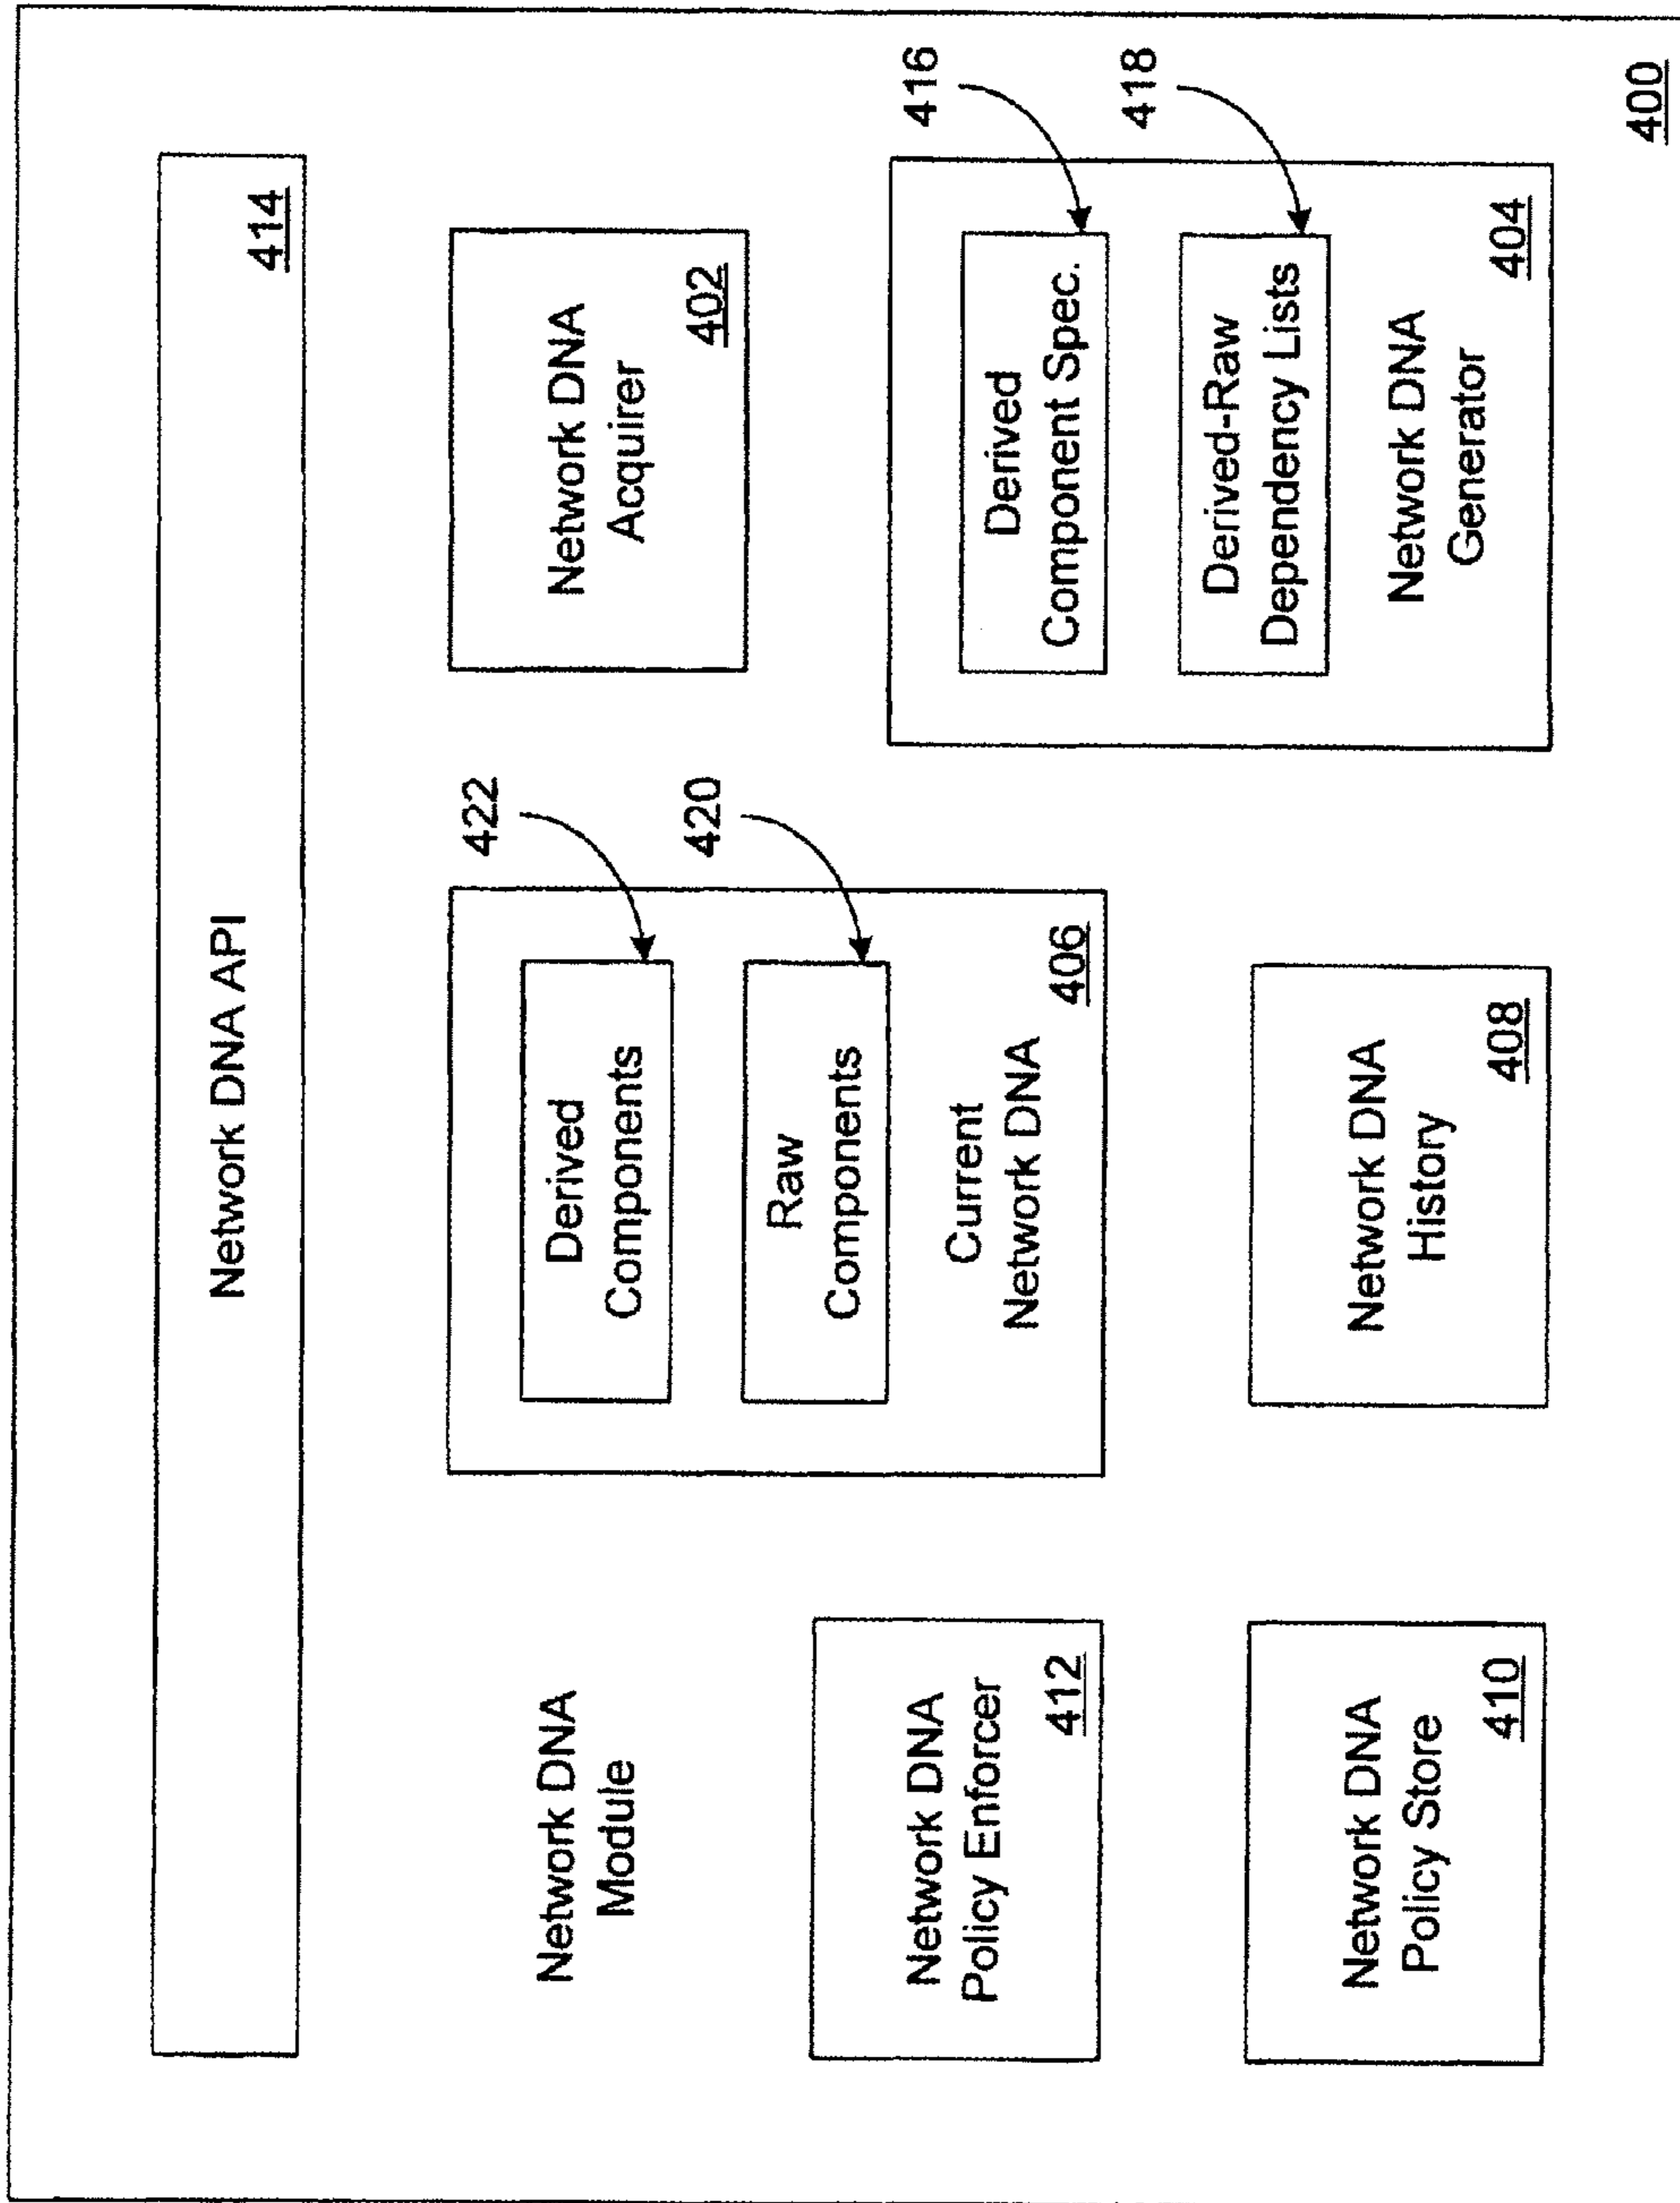 Network DNA API
414
Network DNA
Module
Derived
Components
422
Raw
Components
420
Current
Network DNA
406
Network DNA
Acquirer
402
Network DNA
Policy Enforcer
412
Derived
Component Spec.
416
Derived-Raw
Dependency Lists
418
Network DNA
Generator
404
Network DNA
Policy Store
410
Network DNA
History
408
400